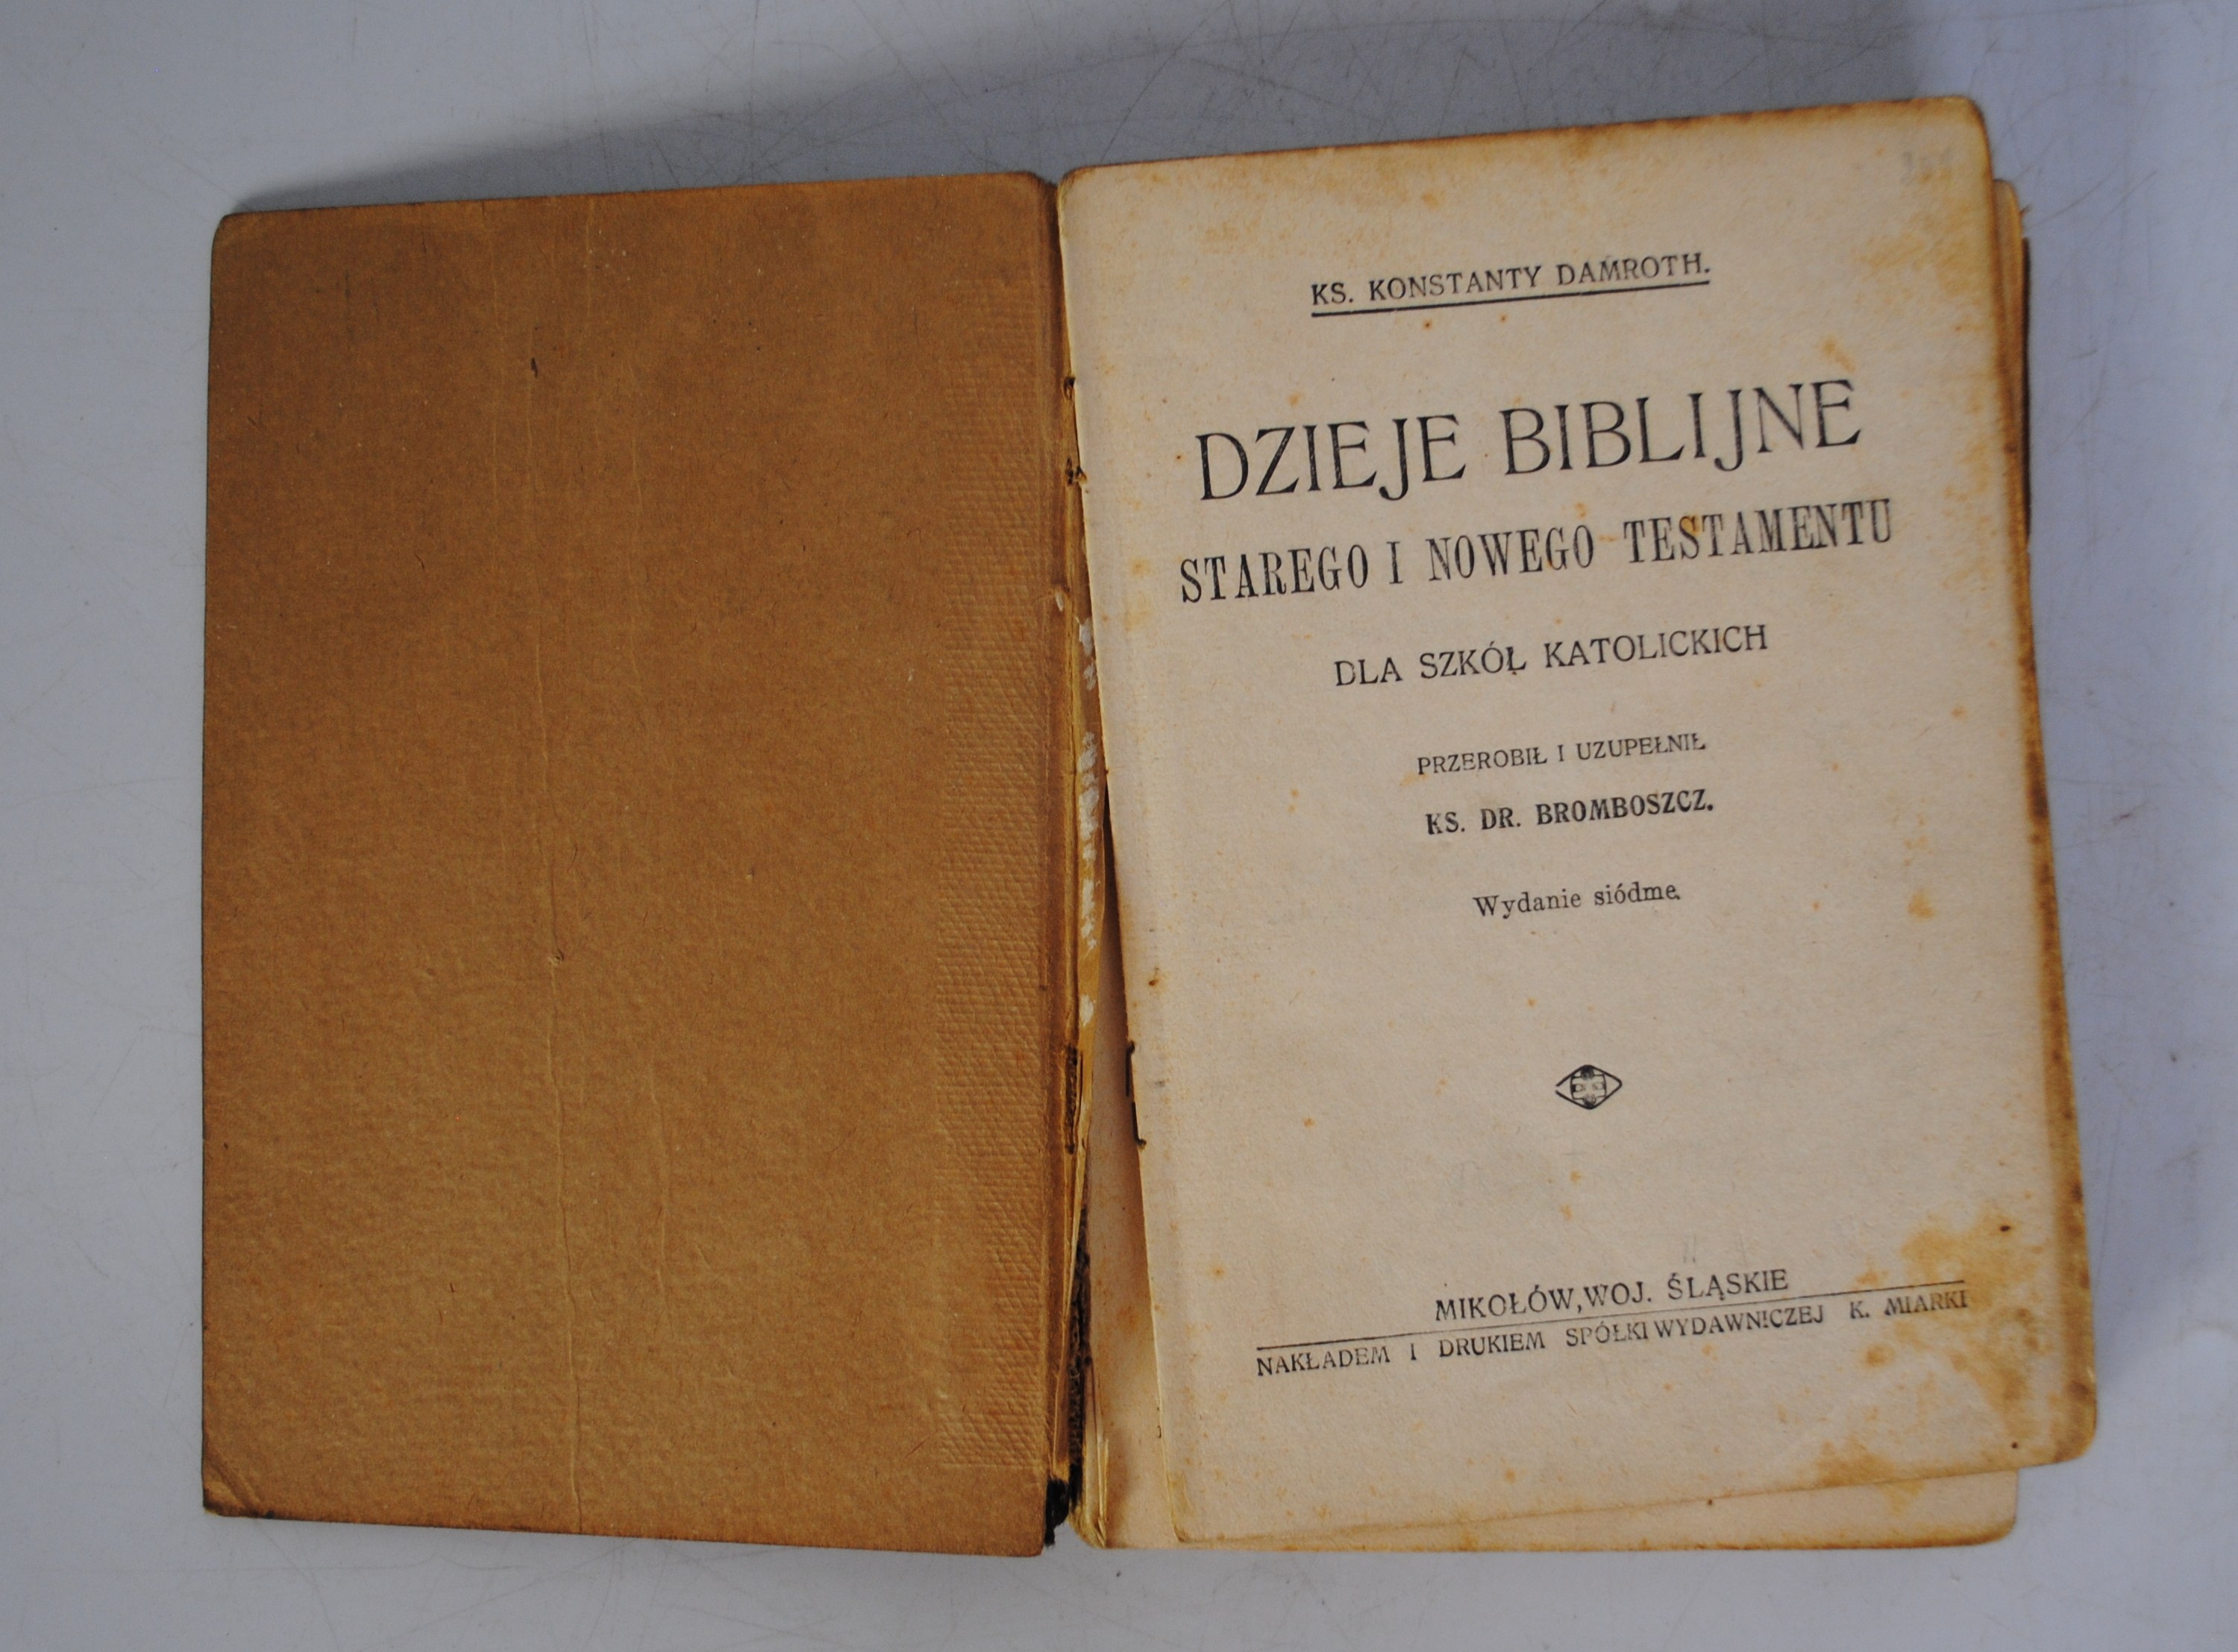 KS. KONSTANTY DAMROTH.
DZIEJE BIBLIJNE
STAREGO I NOWEGO TESTAMENTU
DLA SZKÓŁ KATOLICKICH
PRZEROBIŁ I UZUPEŁNIŁ
KS. DR. BROMBOSZCZ.
Wydanie siódme.
MIKOŁÓW, WOJ. ŚLĄSKIE
NAKŁADEM I DRUKIEM SPÓŁKI WYDAWNICZEJ K. MIARKI